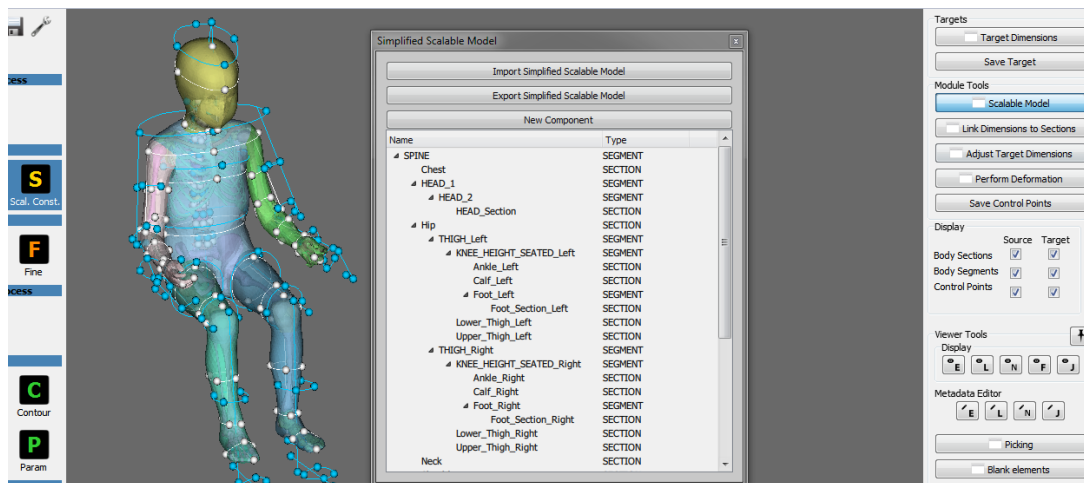 cess
S
Scal. Const.
F
Fine
ocess
C
Contour
P
Param
Simplified Scalable Model
x
Import Simplified Scalable Model
Export Simplified Scalable Model
New Component
Name Type
SPINE SEGMENT
Chest SECTION
HEAD_1 SEGMENT
HEAD_2 SEGMENT
HEAD_Section SECTION
Hip SECTION
THIGH_Left SEGMENT
KNEE_HEIGHT_SEATED_Left SEGMENT
Ankle_Left SECTION
Calf_Left SECTION
Foot_Left SEGMENT
Foot_Section_Left SECTION
Lower_Thigh_Left SECTION
Upper_Thigh_Left SECTION
THIGH_Right SEGMENT
KNEE_HEIGHT_SEATED_Right SEGMENT
Ankle_Right SECTION
Calf_Right SECTION
Foot_Right SEGMENT
Foot_Section_Right SECTION
Lower_Thigh_Right SECTION
Upper_Thigh_Right SECTION
Neck SECTION
Targets
Target Dimensions
Save Target
Module Tools
Scalable Model
Link Dimensions to Sections
Adjust Target Dimensions
Perform Deformation
Save Control Points
Display
Source Target
Body Sections
Body Segments
Control Points
Viewer Tools
Display
E L N F J
Metadata Editor
E L N J
Picking
Blank elements